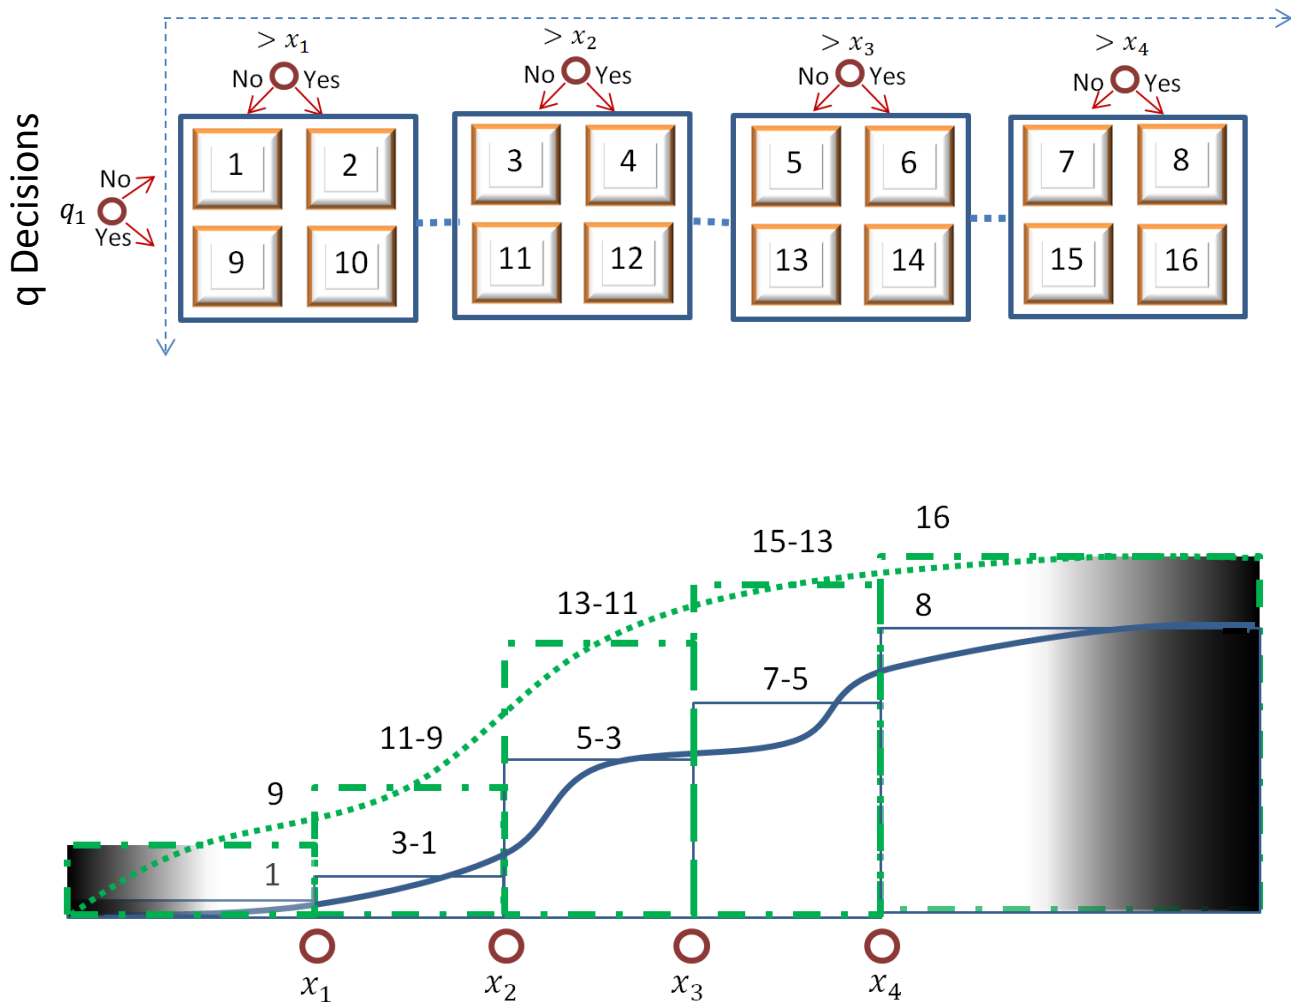 > x₁
> x₂
> x₃
> x₄
No Yes
No Yes
No Yes
No Yes
q Decisions
q₁
No
Yes
1 2
3 4
5 6
7 8
9 10
11 12
13 14
15 16
16
15-13
13-11
8
7-5
11-9
5-3
9
3-1
1
x₁
x₂
x₃
x₄